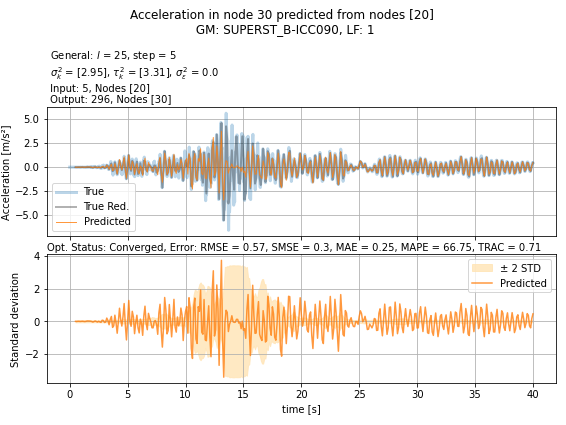 Acceleration in node 30 predicted from nodes [20]
GM: SUPERST_B-ICC090, LF: 1
General: l = 25, step = 5
σ²ₖ = [2.95], τ²ₖ = [3.31], σ²ε = 0.0
Input: 5, Nodes [20]
Output: 296, Nodes [30]
Acceleration [m/s²]
5.0
2.5
0.0
−2.5
−5.0
True
True Red.
Predicted
Opt. Status: Converged, Error: RMSE = 0.57, SMSE = 0.3, MAE = 0.25, MAPE = 66.75, TRAC = 0.71
Standard deviation
4
2
0
−2
± 2 STD
Predicted
0 5 10 15 20 25 30 35 40
time [s]